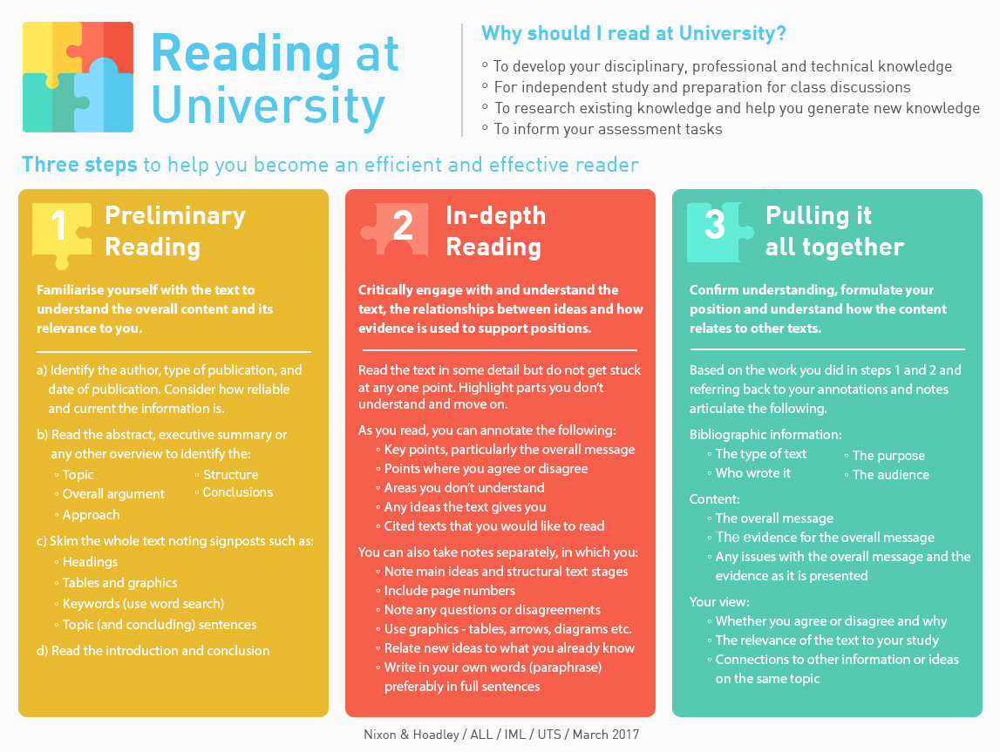 Reading at
University
Why should I read at University?
° To develop your disciplinary, professional and technical knowledge
° For independent study and preparation for class discussions
° To research existing knowledge and help you generate new knowledge
° To inform your assessment tasks
Three steps to help you become an efficient and effective reader
1
Preliminary
Reading
Familiarise yourself with the text to
understand the overall content and its
relevance to you.
a) Identify the author, type of publication, and
date of publication. Consider how reliable
and current the information is.
b) Read the abstract, executive summary or
any other overview to identify the:
◦ Topic
◦ Overall argument
◦ Approach
◦ Structure
◦ Conclusions
c) Skim the whole text noting signposts such as:
◦ Headings
◦ Tables and graphics
◦ Keywords (use word search)
◦ Topic (and concluding) sentences
d) Read the introduction and conclusion
2
In-depth
Reading
Critically engage with and understand the
text, the relationships between ideas and how
evidence is used to support positions.
Read the text in some detail but do not get stuck
at any one point. Highlight parts you don't
understand and move on.
As you read, you can annotate the following:
◦ Key points, particularly the overall message
◦ Points where you agree or disagree
◦ Areas you don't understand
◦ Any ideas the text gives you
◦ Cited texts that you would like to read
You can also take notes separately, in which you:
◦ Note main ideas and structural text stages
◦ Include page numbers
◦ Note any questions or disagreements
◦ Use graphics - tables, arrows, diagrams etc.
◦ Relate new ideas to what you already know
◦ Write in your own words (paraphrase)
preferably in full sentences
3
Pulling it
all together
Confirm understanding, formulate your
position and understand how the content
relates to other texts.
Based on the work you did in steps 1 and 2 and
referring back to your annotations and notes
articulate the following.
Bibliographic information:
◦ The type of text
◦ Who wrote it
◦ The purpose
◦ The audience
Content:
◦ The overall message
◦ The evidence for the overall message
◦ Any issues with the overall message and the
evidence as it is presented
Your view:
◦ Whether you agree or disagree and why
◦ The relevance of the text to your study
◦ Connections to other information or ideas
on the same topic
Nixon & Hoadley / ALL / IML / UTS / March 2017